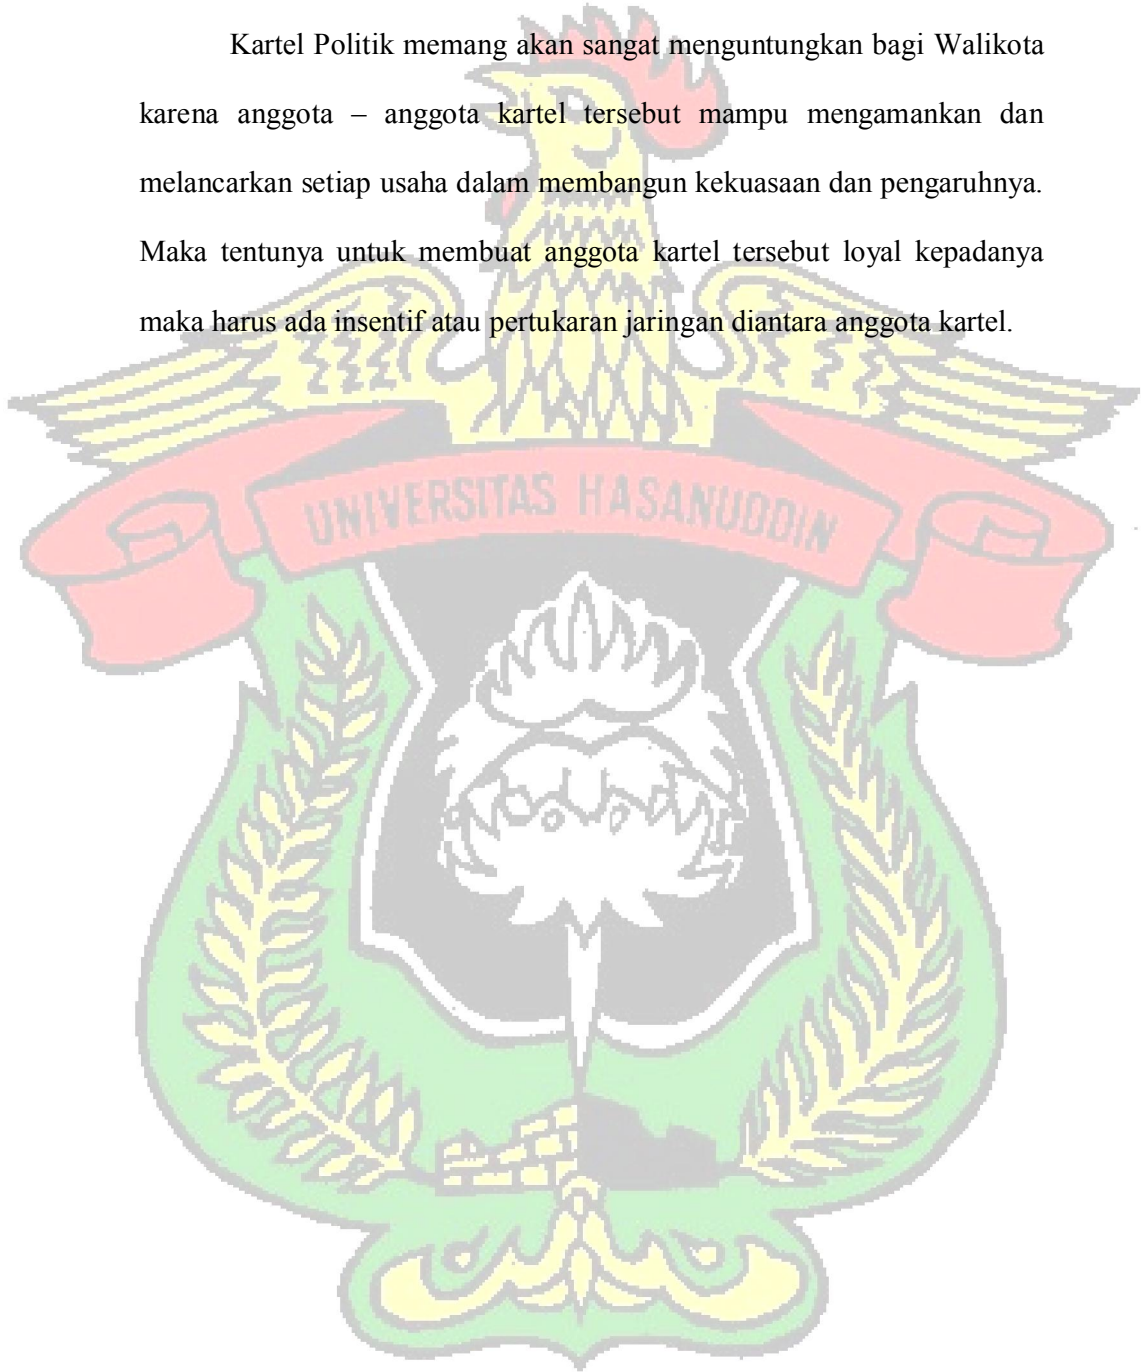 Kartel Politik memang akan sangat menguntungkan bagi Walikota
karena anggota – anggota kartel tersebut mampu mengamankan dan
melancarkan setiap usaha dalam membangun kekuasaan dan pengaruhnya.
Maka tentunya untuk membuat anggota kartel tersebut loyal kepadanya
maka harus ada insentif atau pertukaran jaringan diantara anggota kartel.
UNIVERSITAS HASANUDDIN